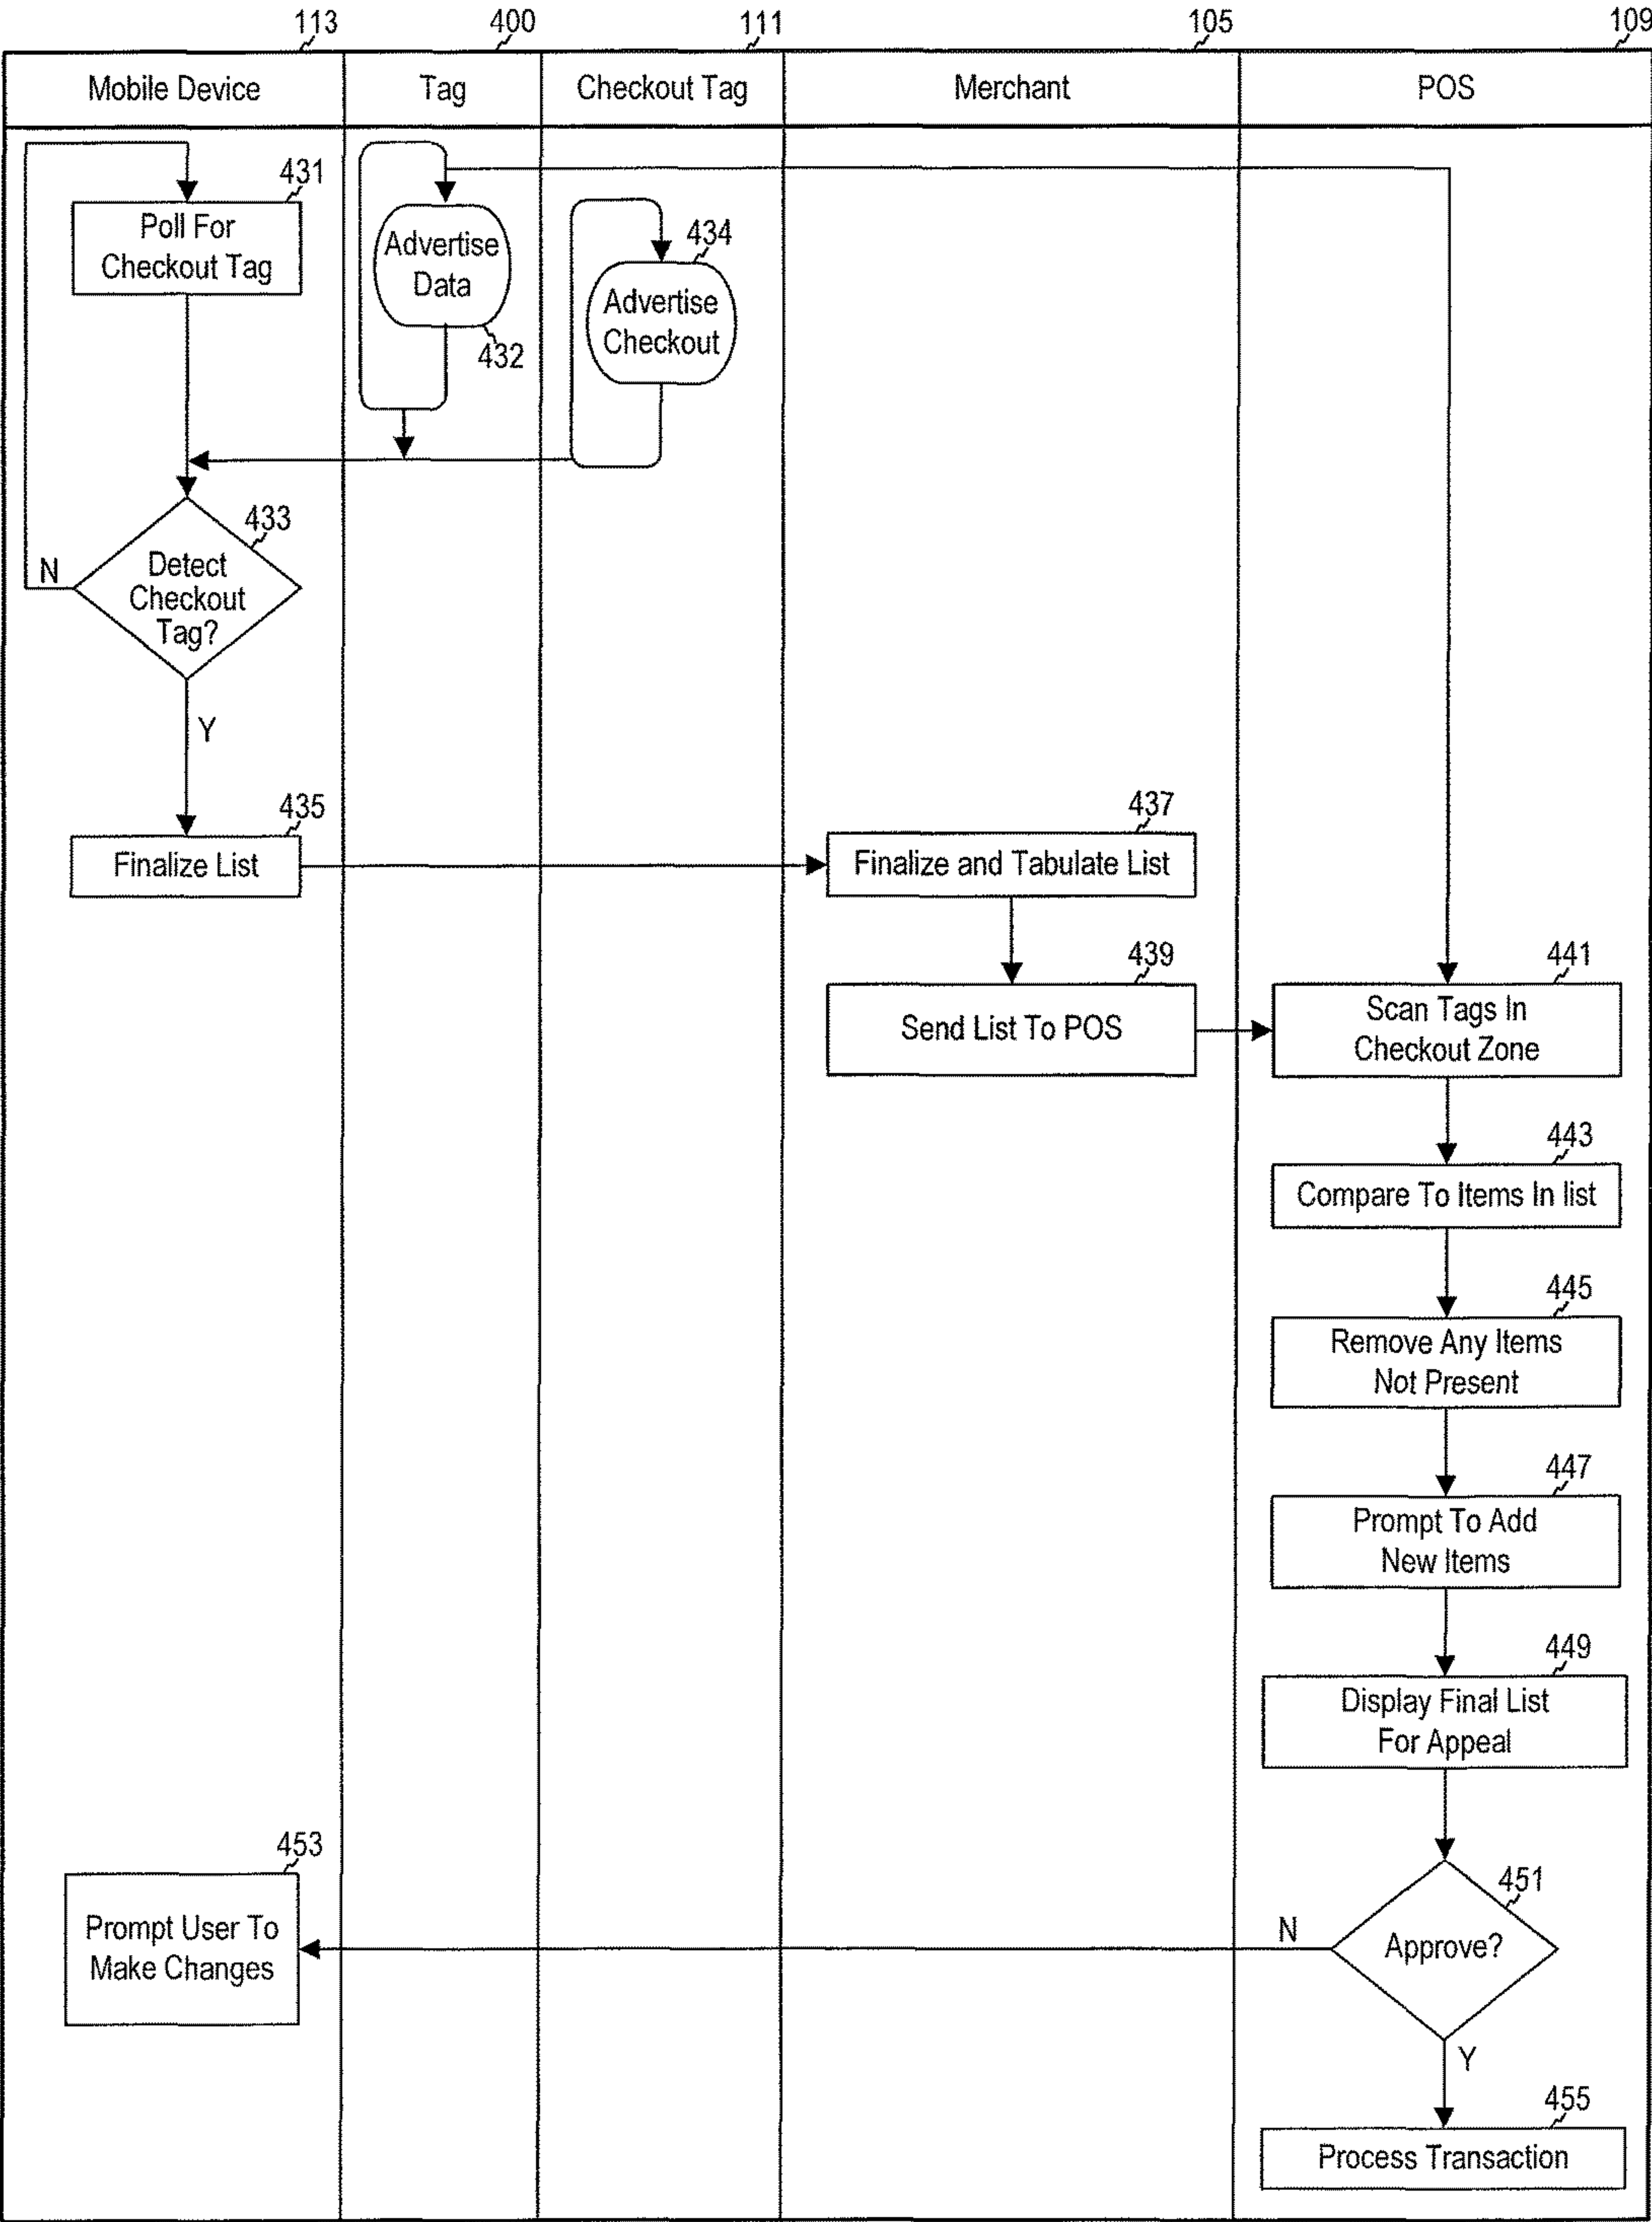 113
400
111
105
109
Mobile Device
Tag
Checkout Tag
Merchant
POS
431
Poll For
Checkout Tag
Advertise
Data
432
434
Advertise
Checkout
433
Detect
Checkout
Tag?
N
Y
435
Finalize List
437
Finalize and Tabulate List
439
Send List To POS
441
Scan Tags In
Checkout Zone
443
Compare To Items In list
445
Remove Any Items
Not Present
447
Prompt To Add
New Items
449
Display Final List
For Appeal
451
Approve?
N
453
Prompt User To
Make Changes
Y
455
Process Transaction